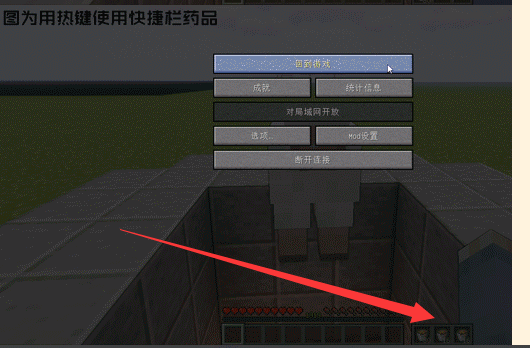 图为用热键使用快捷栏药品
回到游戏
成就
统计信息
对局域网开放
选项...
Mod设置
断开连接